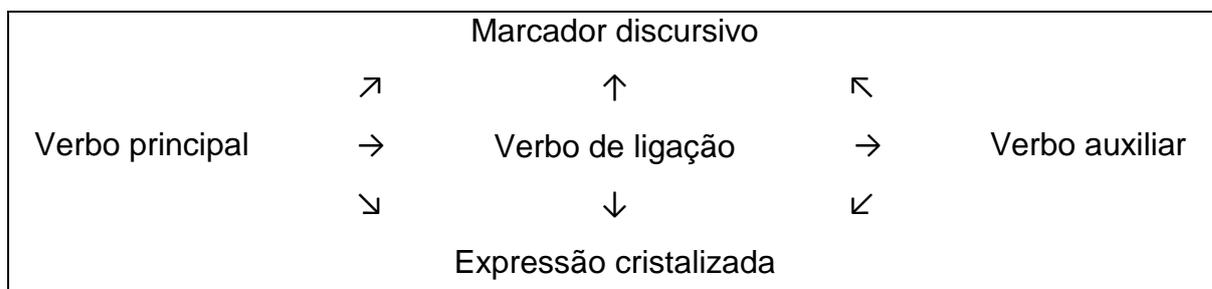 Marcador discursivo
↗ ↑ ↖
Verbo principal → Verbo de ligação → Verbo auxiliar
↘ ↓ ↙
Expressão cristalizada